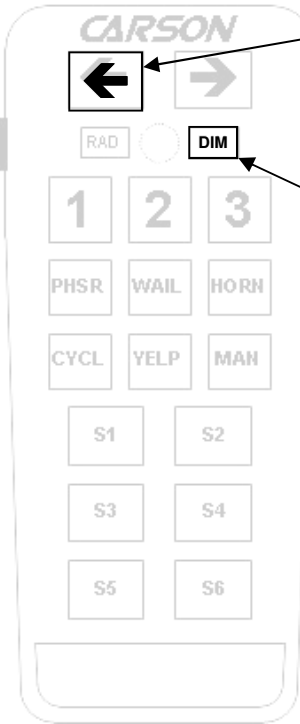 CARSON
RAD DIM
1 2 3
PHSR WAIL HORN
CYCL YELP MAN
S1 S2
S3 S4
S5 S6